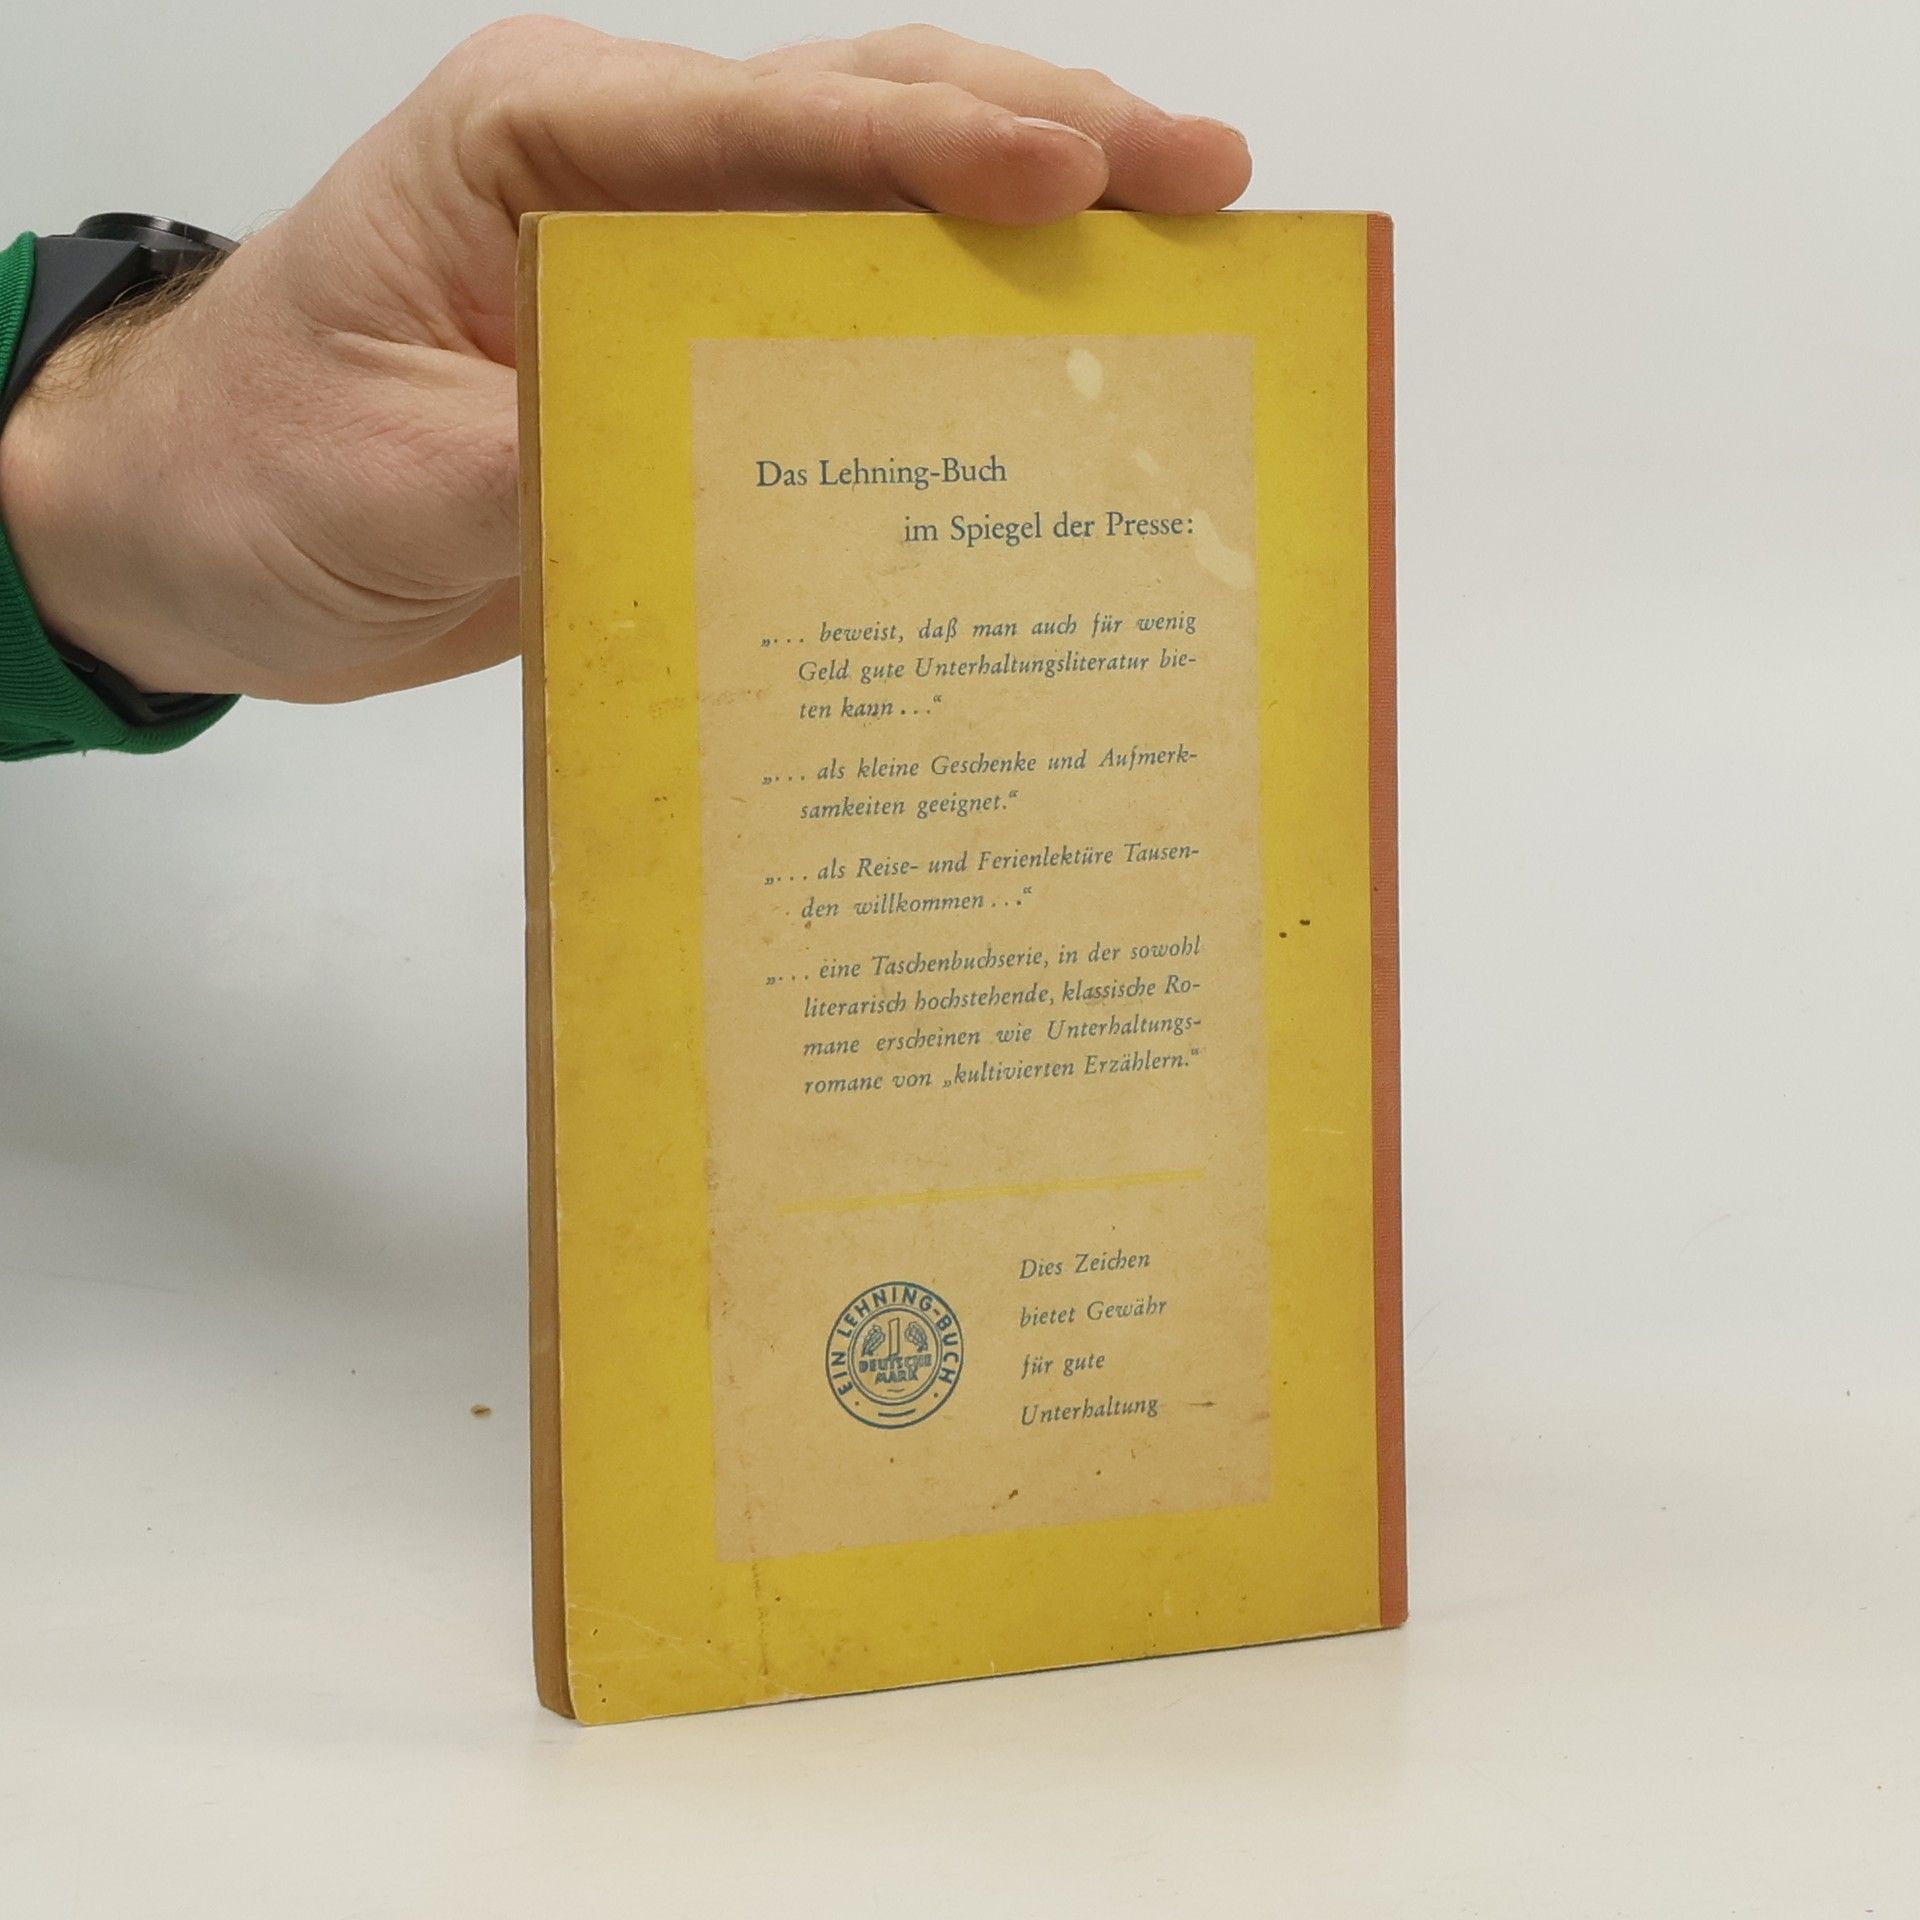 Das Lehning-Buch
im Spiegel der Presse:
„... beweist, daß man auch für wenig
Geld gute Unterhaltungsliteratur bie-
ten kann ...“
„... als kleine Geschenke und Aufmerk-
samkeiten geeignet.“
„... als Reise- und Ferienlektüre Tausen-
den willkommen ...“
„... eine Taschenbuchserie, in der sowohl
literarisch hochstehende, klassische Ro-
mane erscheinen wie Unterhaltungs-
romane von „kultivierten Erzählern.“
Dies Zeichen
bietet Gewähr
für gute
Unterhaltung
· EIN LEHNING-BUCH ·
1
DEUTSCHE
MARK